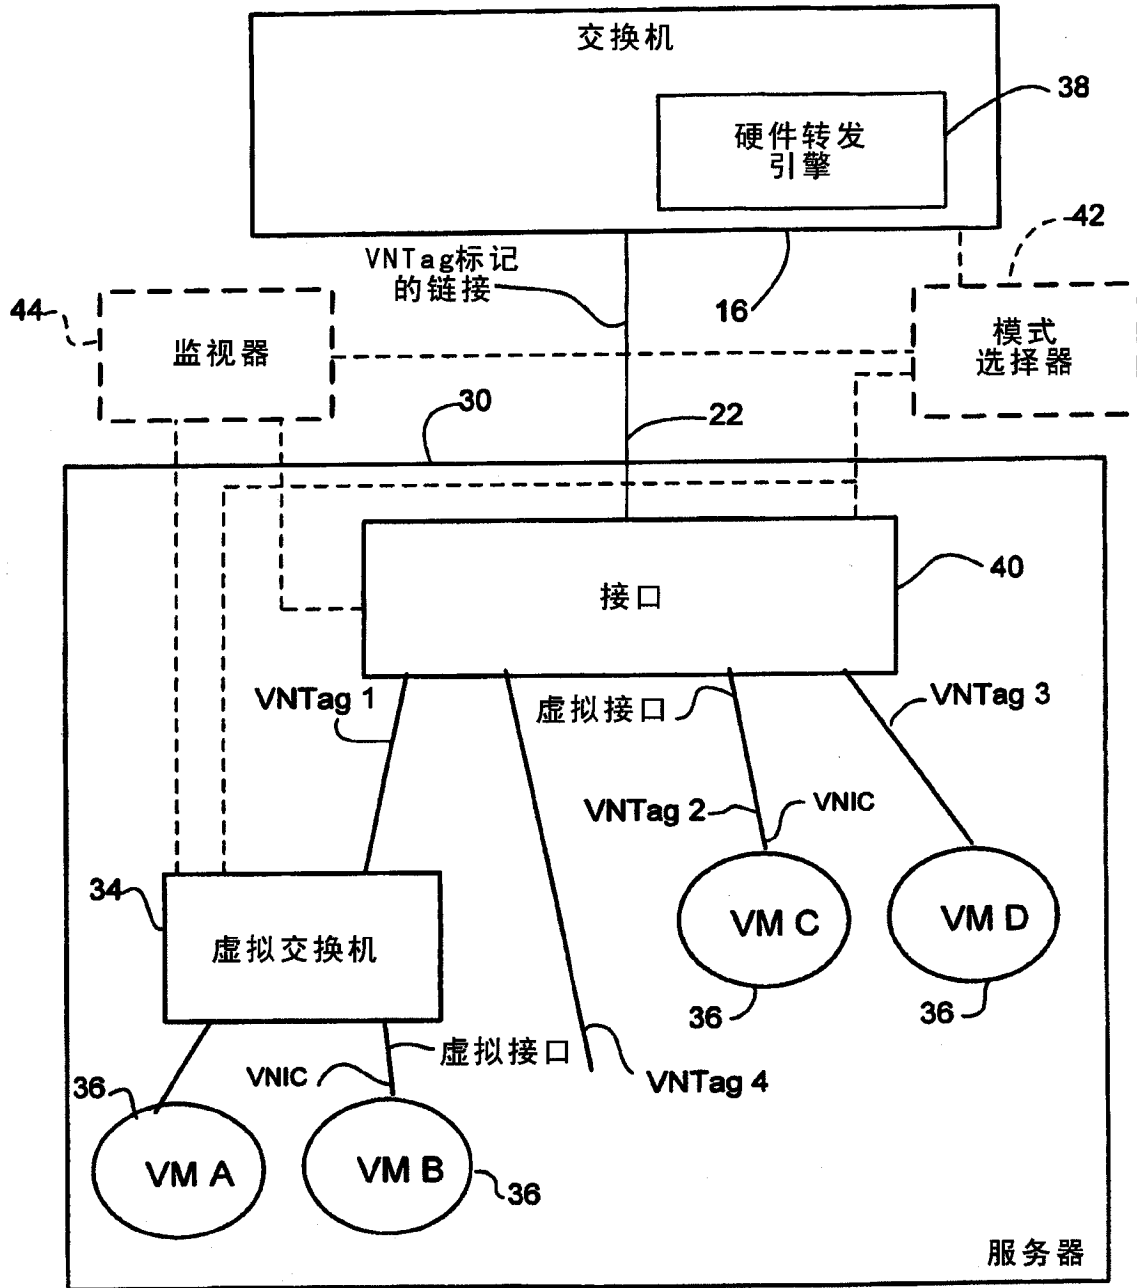 交换机
38
硬件转发
引擎
42
VNTag标记
的链接
16
44
监视器
模式
选择器
30
22
接口
40
VNTag 1
虚拟接口
VNTag 3
VNTag 2
VNIC
34
虚拟交换机
VM C
VM D
36
36
虚拟接口
VNIC
VNTag 4
36
VM A
VM B
36
服务器